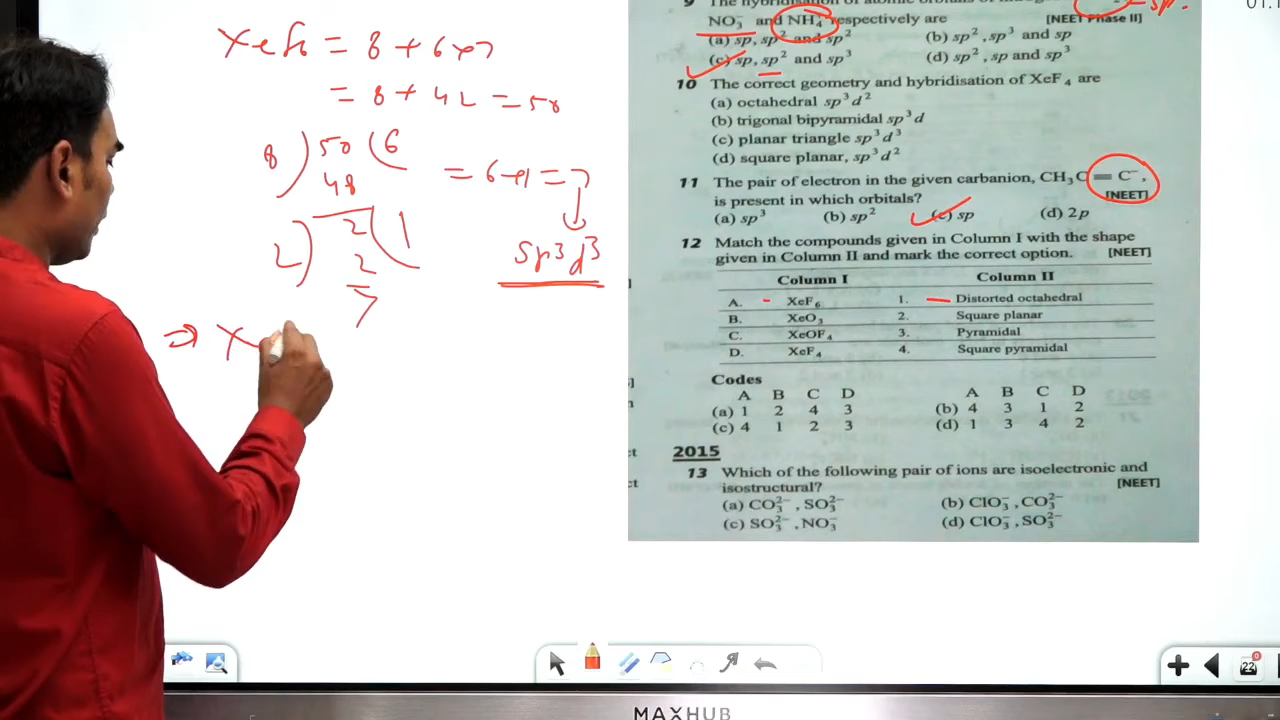 XeF6 = 8 + 6×7
= 8 + 42 = 50
8 ) 50 ( 6
48
= 6+1 = 7
2 ) 2 ( 1
2
sp³d³
⇒ X
9 The hybridisation of atomic orbitals of
NO₃⁻ and NH₄⁺ respectively are [NEET Phase II]
(a) sp, sp² and sp² (b) sp², sp³ and sp
(c) sp, sp² and sp³ (d) sp², sp and sp³
10 The correct geometry and hybridisation of XeF₄ are
(a) octahedral sp³d²
(b) trigonal bipyramidal sp³d
(c) planar triangle sp³d³
(d) square planar, sp³d²
11 The pair of electron in the given carbanion, CH₃C ≡ C⁻,
is present in which orbitals? [NEET]
(a) sp³ (b) sp² (c) sp (d) 2p
12 Match the compounds given in Column I with the shape
given in Column II and mark the correct option. [NEET]
Column I Column II
A. XeF₆ 1. Distorted octahedral
B. XeO₃ 2. Square planar
C. XeOF₄ 3. Pyramidal
D. XeF₄ 4. Square pyramidal
Codes
A B C D A B C D
(a) 1 2 4 3 (b) 4 3 1 2
(c) 4 1 2 3 (d) 1 3 4 2
2015
13 Which of the following pair of ions are isoelectronic and
isostructural? [NEET]
(a) CO₃²⁻, SO₃²⁻ (b) ClO₃⁻, CO₃²⁻
(c) SO₃²⁻, NO₃⁻ (d) ClO₃⁻, SO₃²⁻
22
MAXHUB